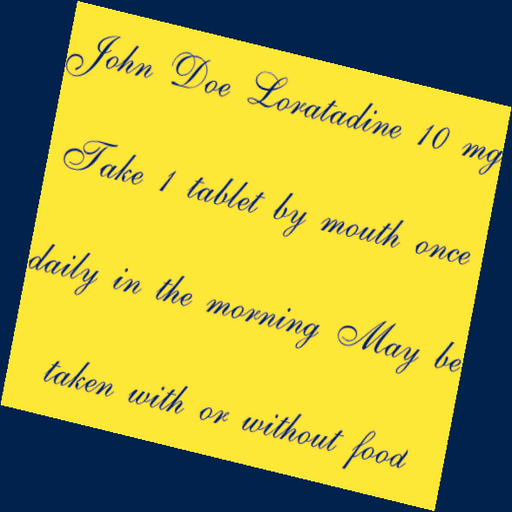 John Doe Loratadine 10 mg
Take 1 tablet by mouth once
daily in the morning May be
taken with or without food